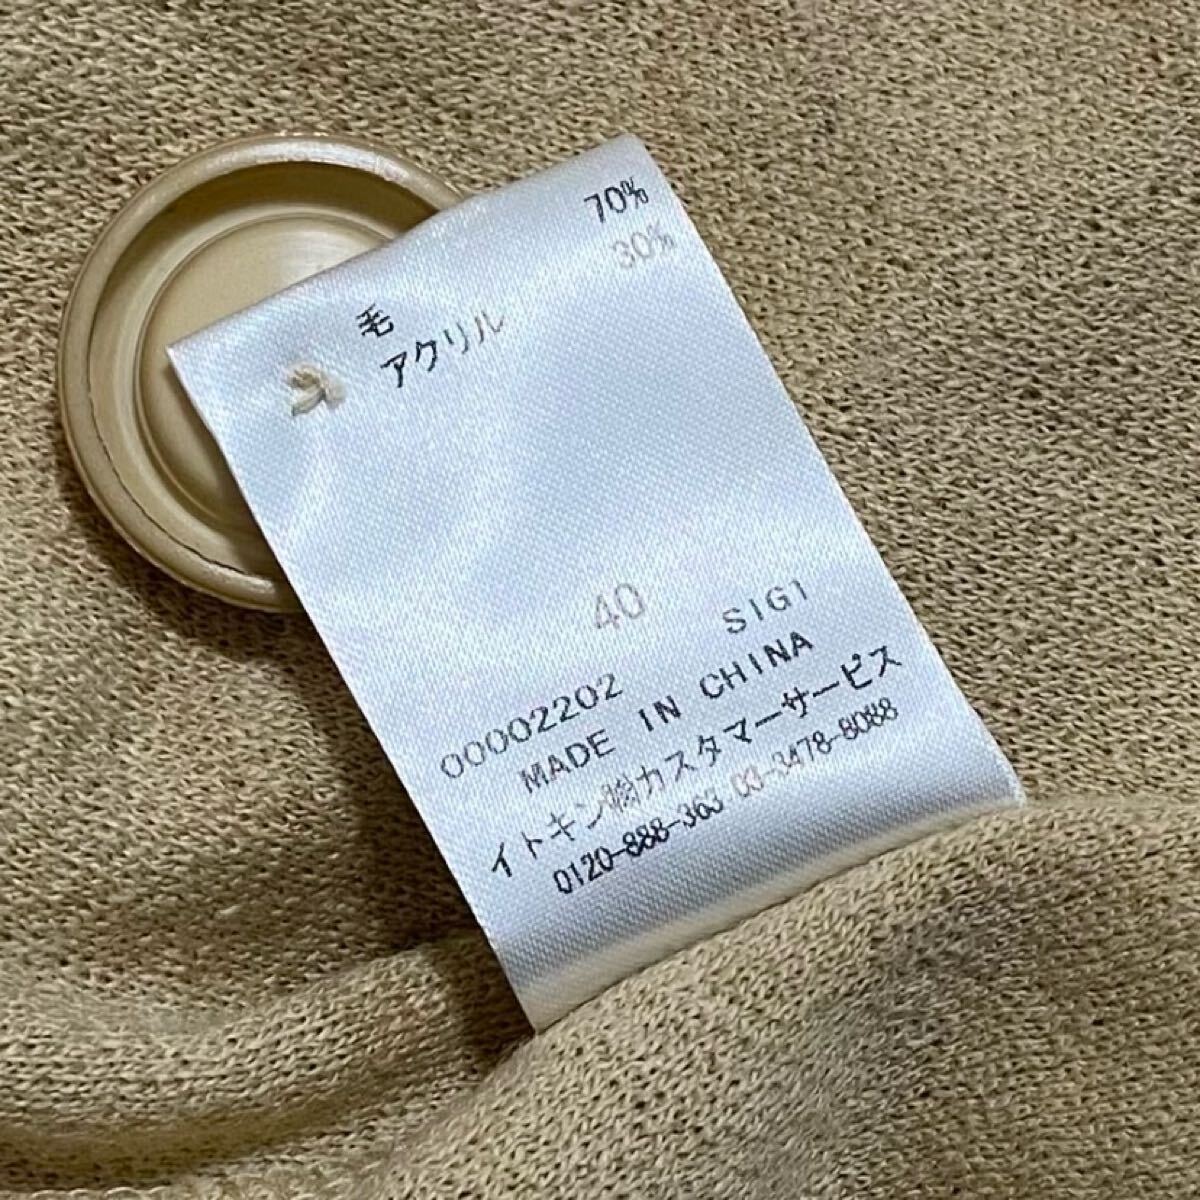 毛 70%
アクリル 30%
40
00002202 SIGI
MADE IN CHINA
イトキン㈱カスタマーサービス
0120-888-363 03-3478-8088